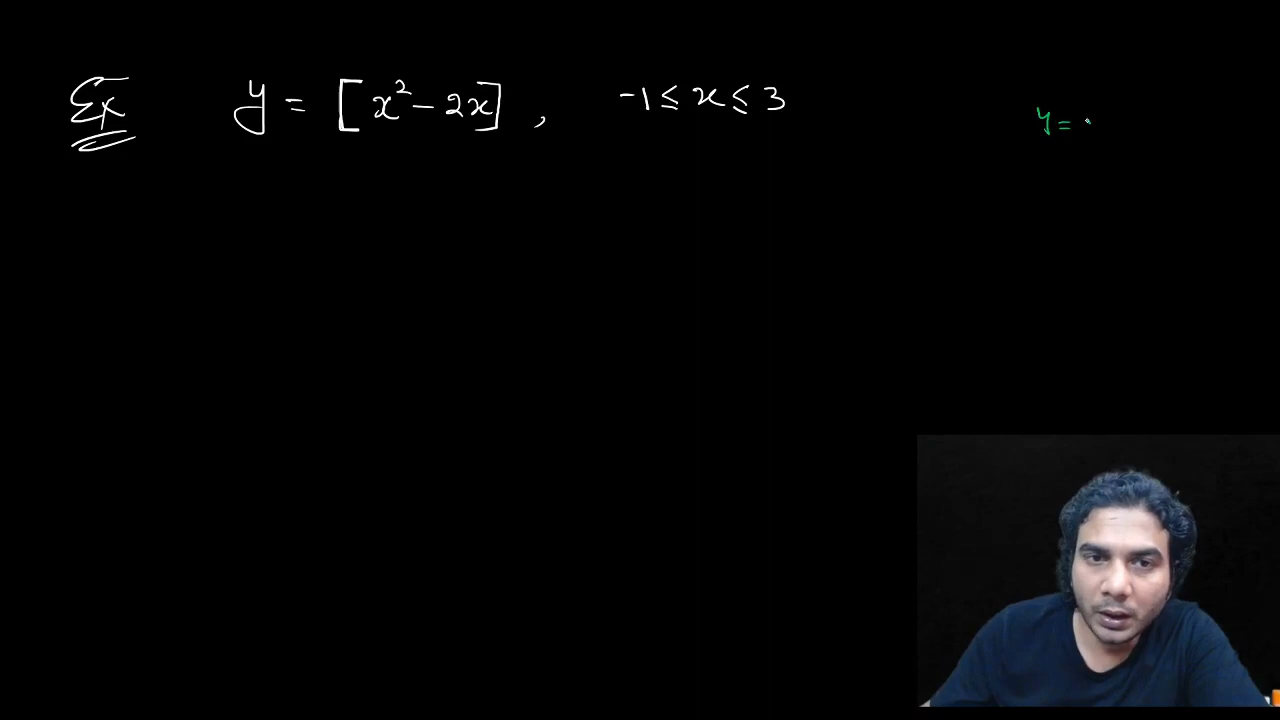 Ex y = [x² - 2x] , -1 ≤ x ≤ 3
y =